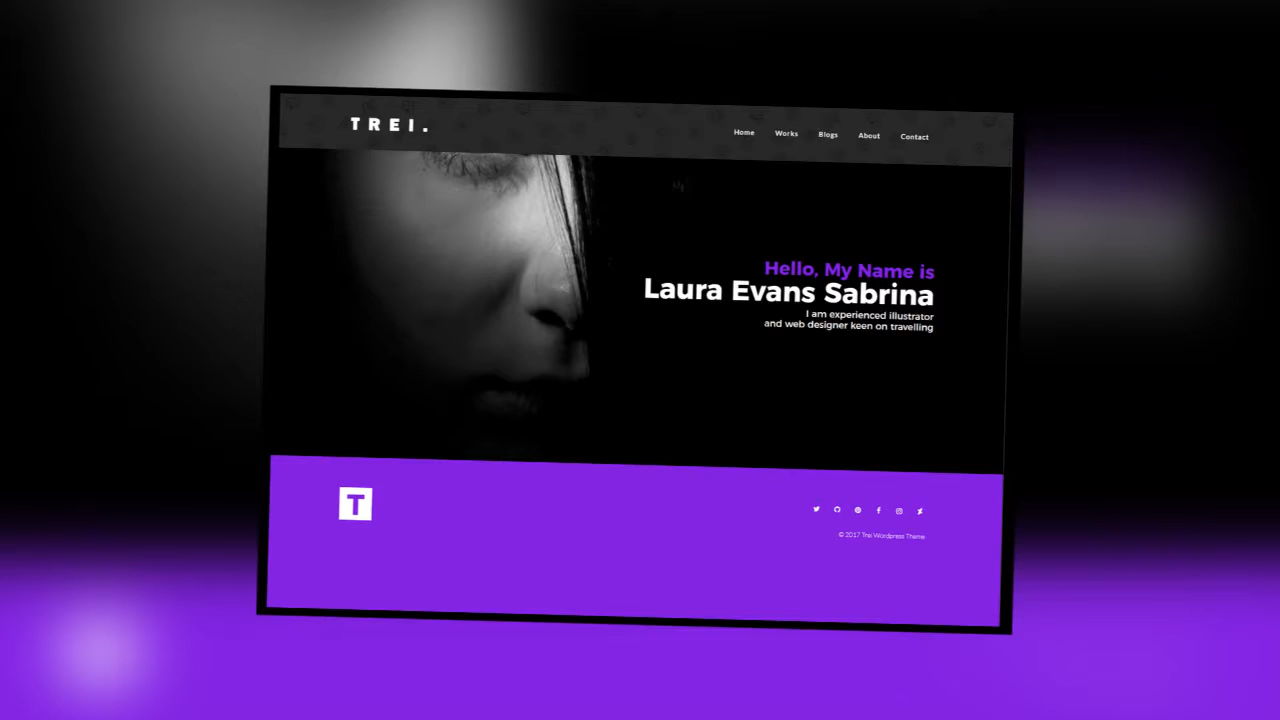 TREI.
Home Works Blogs About Contact
Hello, My Name is
Laura Evans Sabrina
I am experienced illustrator
and web designer keen on travelling
T
© 2017 Trei Wordpress Theme